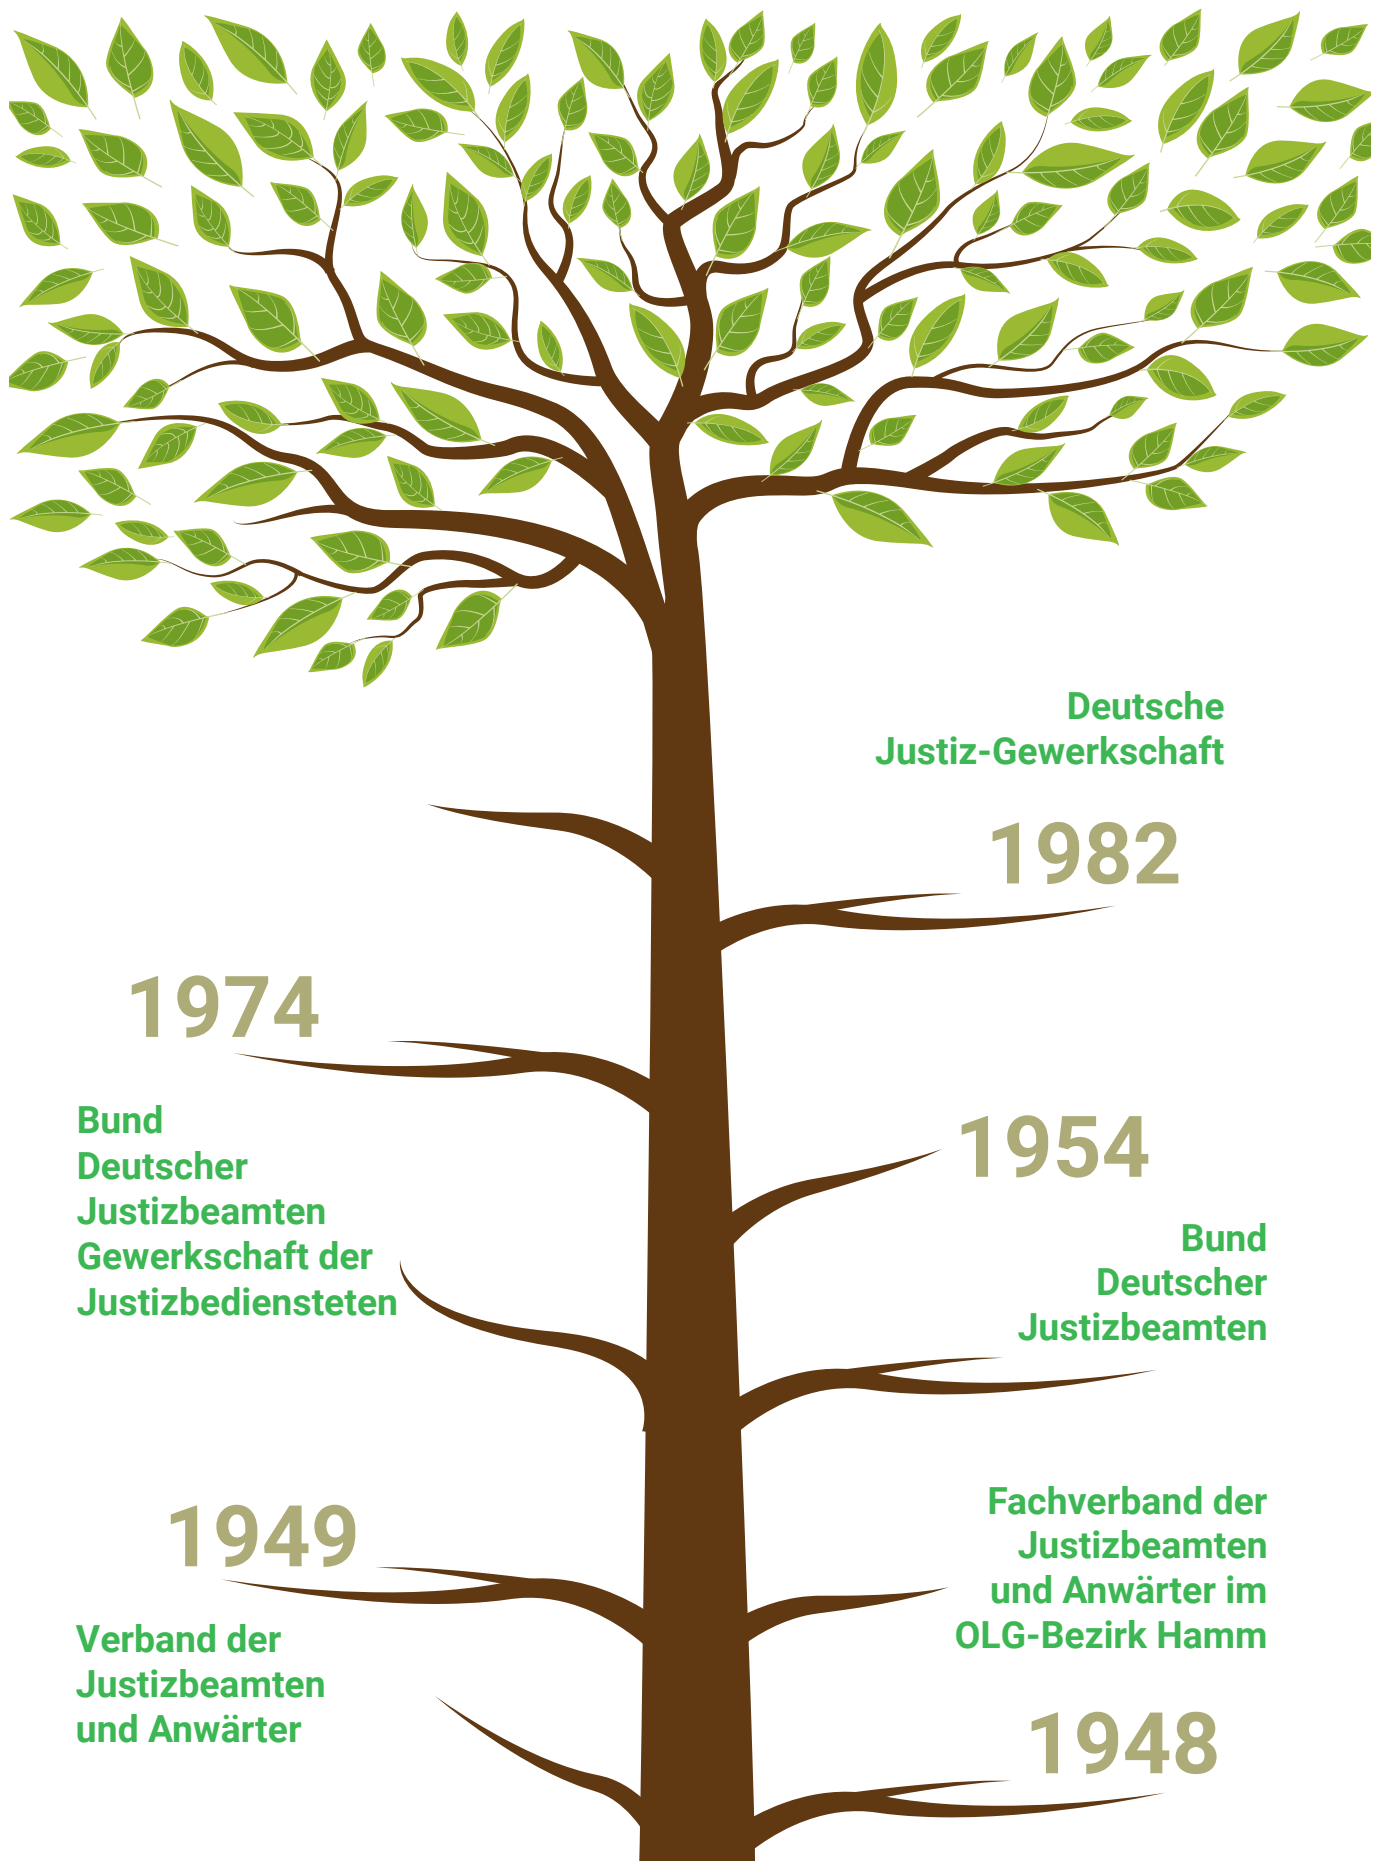 Deutsche
Justiz-Gewerkschaft
1982
1974
Bund
Deutscher
Justizbeamten
Gewerkschaft der
Justizbediensteten
1954
Bund
Deutscher
Justizbeamten
1949
Verband der
Justizbeamten
und Anwärter
Fachverband der
Justizbeamten
und Anwärter im
OLG-Bezirk Hamm
1948